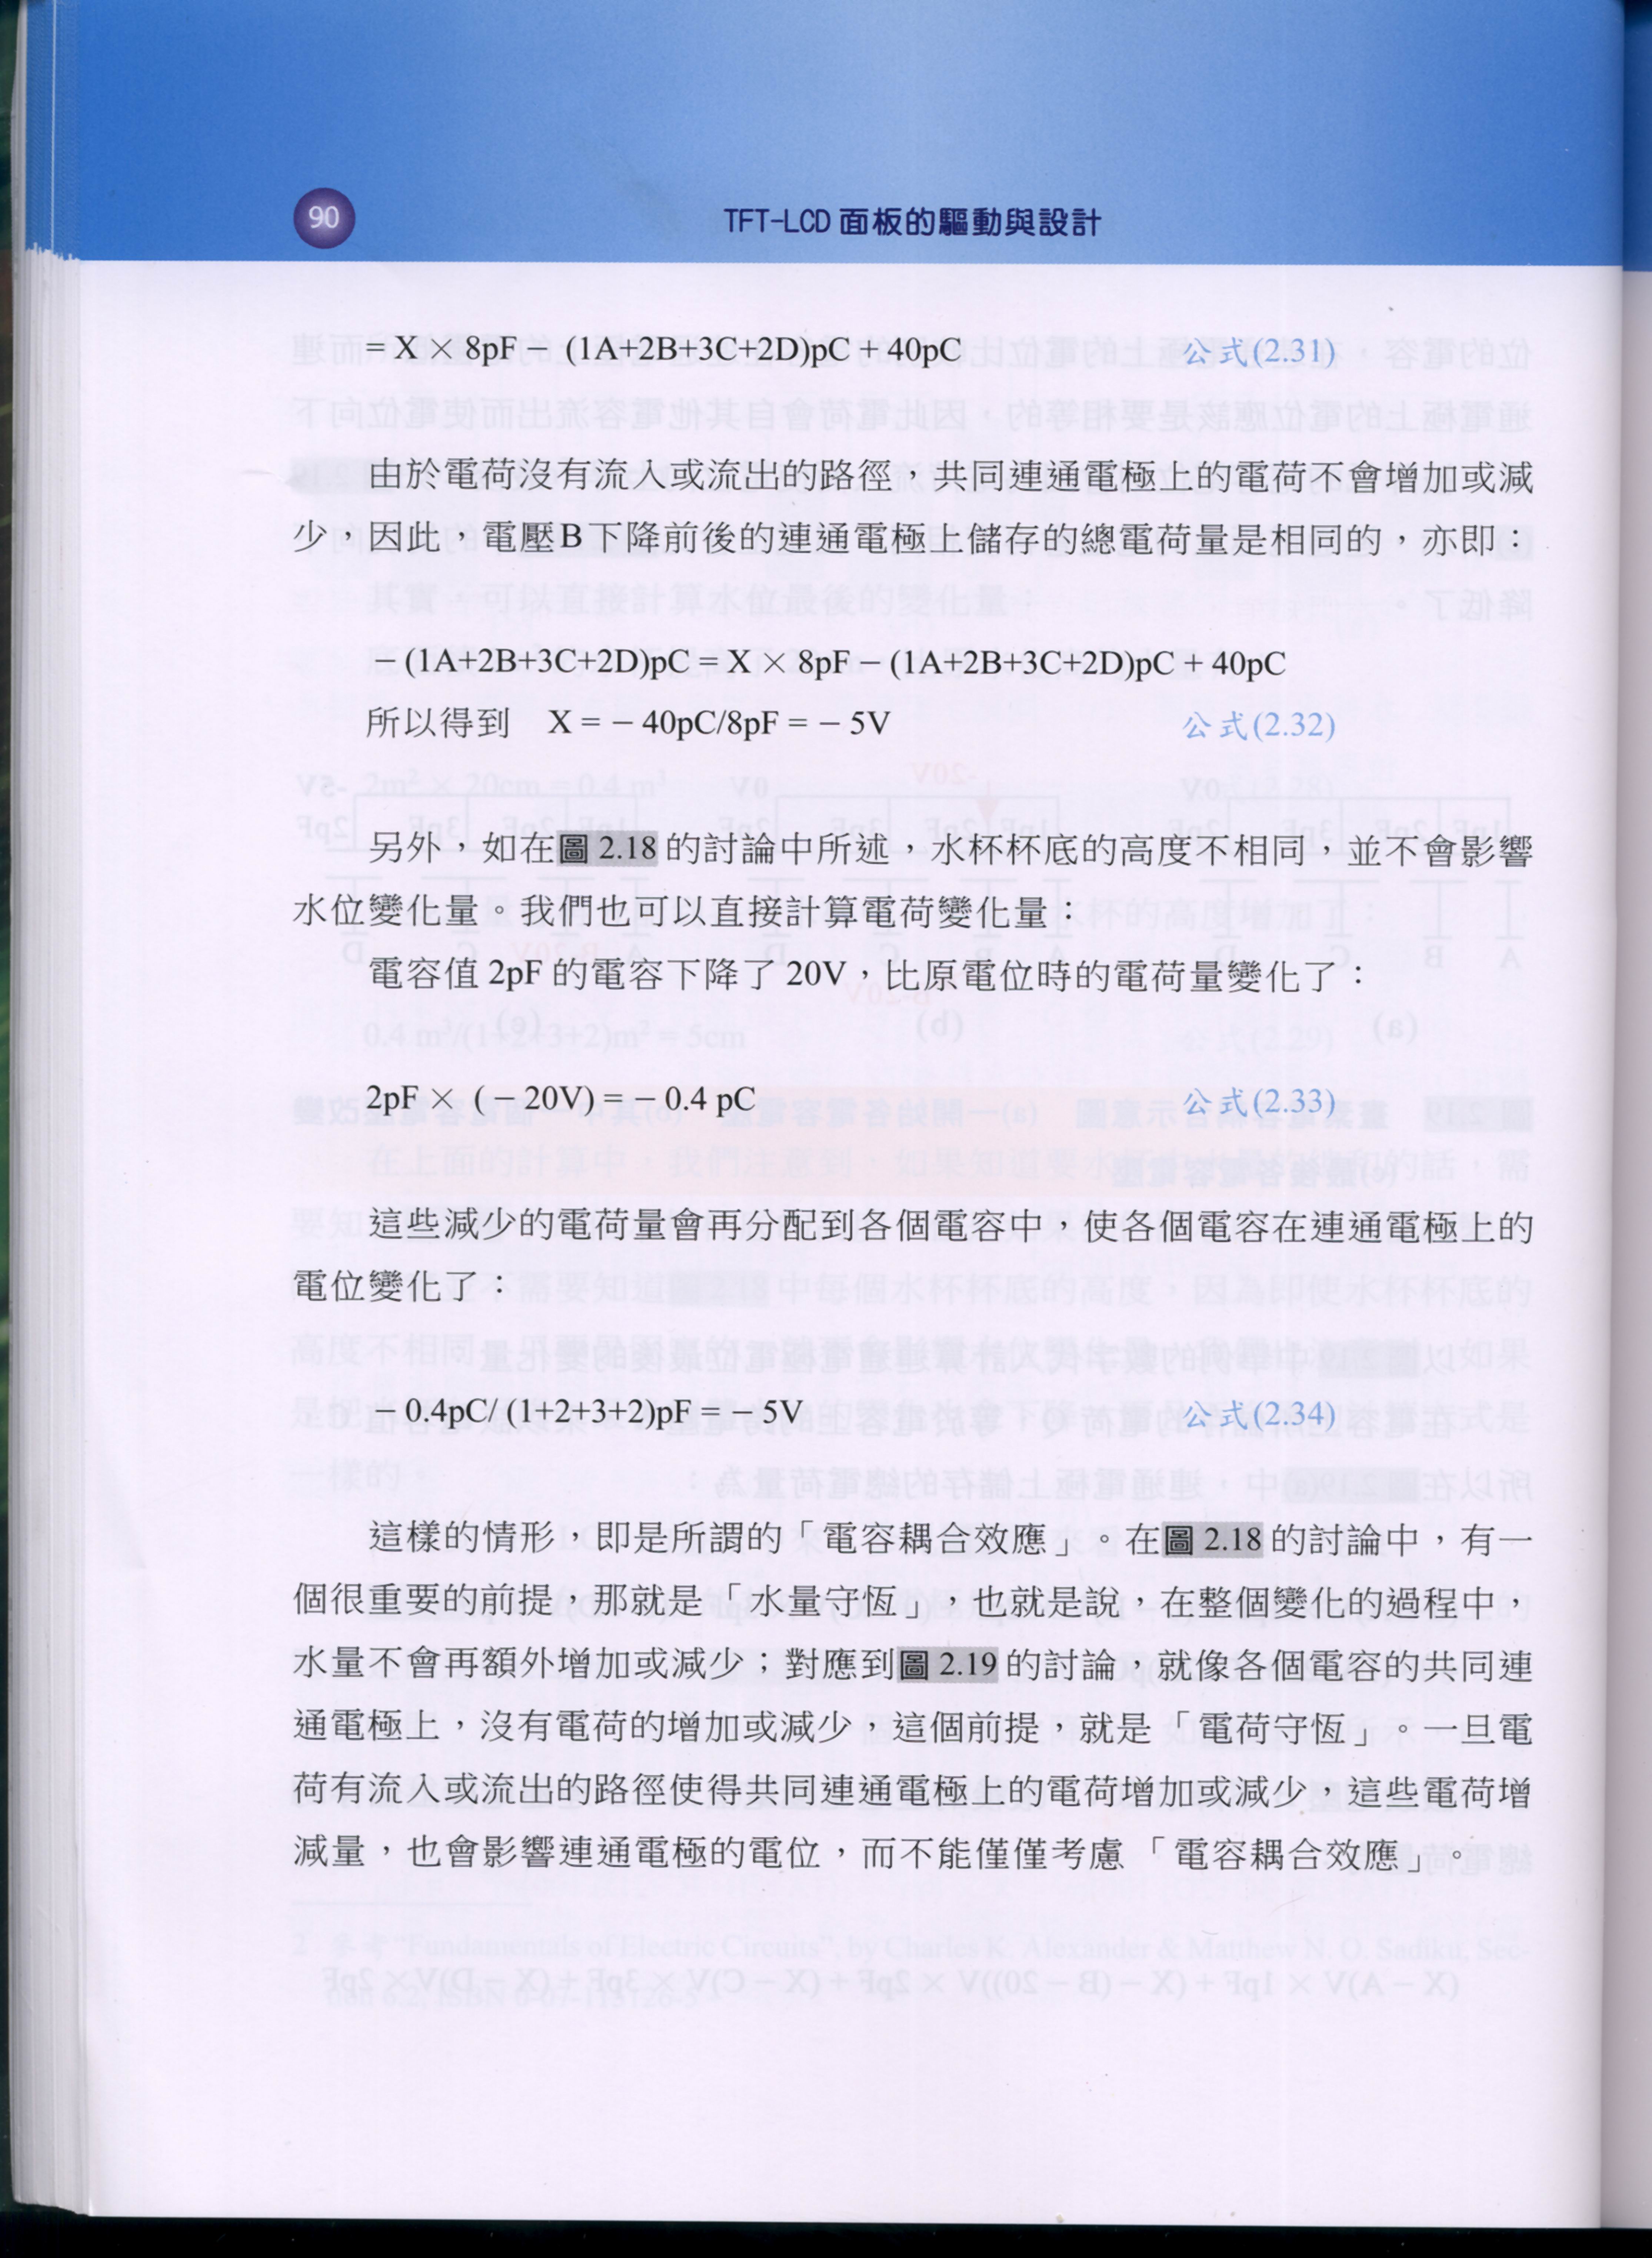 90
TFT-LCD 面板的驅動與設計
= X × 8pF − (1A+2B+3C+2D)pC + 40pC 公式(2.31)
由於電荷沒有流入或流出的路徑，共同連通電極上的電荷不會增加或減
少，因此，電壓B下降前後的連通電極上儲存的總電荷量是相同的，亦即：
− (1A+2B+3C+2D)pC = X × 8pF − (1A+2B+3C+2D)pC + 40pC
所以得到 X = − 40pC/8pF = − 5V 公式(2.32)
另外，如在圖 2.18 的討論中所述，水杯杯底的高度不相同，並不會影響
水位變化量。我們也可以直接計算電荷變化量：
電容值 2pF 的電容下降了 20V，比原電位時的電荷量變化了：
2pF × ( − 20V) = − 0.4 pC 公式(2.33)
這些減少的電荷量會再分配到各個電容中，使各個電容在連通電極上的
電位變化了：
− 0.4pC/ (1+2+3+2)pF = − 5V 公式(2.34)
這樣的情形，即是所謂的「電容耦合效應」。在圖 2.18 的討論中，有一
個很重要的前提，那就是「水量守恆」，也就是說，在整個變化的過程中，
水量不會再額外增加或減少；對應到圖 2.19 的討論，就像各個電容的共同連
通電極上，沒有電荷的增加或減少，這個前提，就是「電荷守恆」。一旦電
荷有流入或流出的路徑使得共同連通電極上的電荷增加或減少，這些電荷增
減量，也會影響連通電極的電位，而不能僅僅考慮「電容耦合效應」。